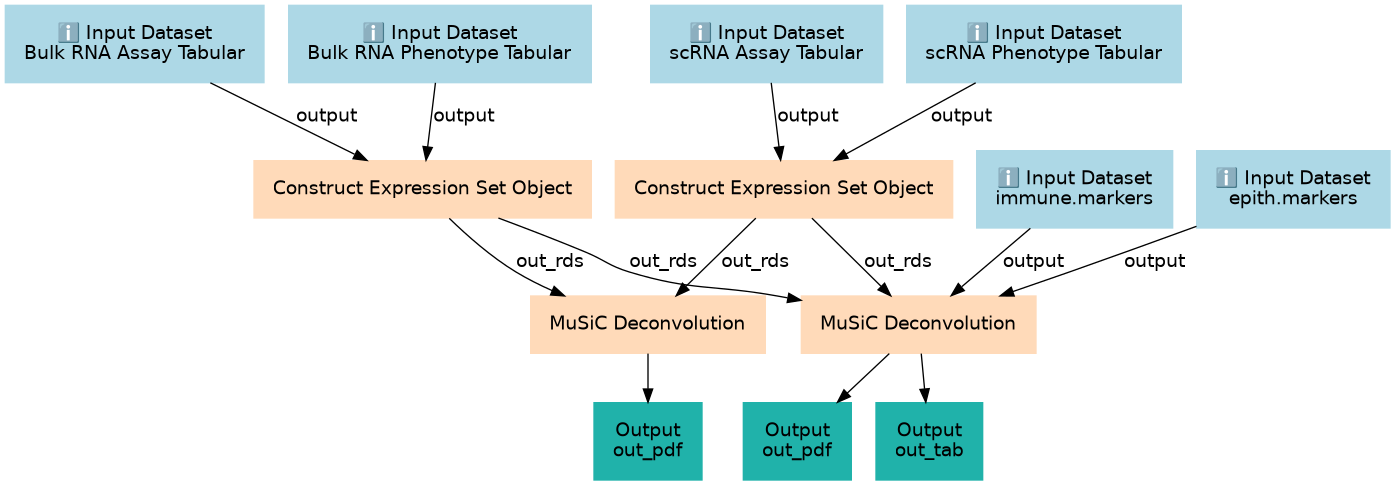 ℹ️ Input Dataset
Bulk RNA Assay Tabular
ℹ️ Input Dataset
Bulk RNA Phenotype Tabular
ℹ️ Input Dataset
scRNA Assay Tabular
ℹ️ Input Dataset
scRNA Phenotype Tabular
output
output
output
output
Construct Expression Set Object
Construct Expression Set Object
ℹ️ Input Dataset
immune.markers
ℹ️ Input Dataset
epith.markers
out_rds
out_rds
out_rds
out_rds
output
output
MuSiC Deconvolution
MuSiC Deconvolution
Output
out_pdf
Output
out_pdf
Output
out_tab